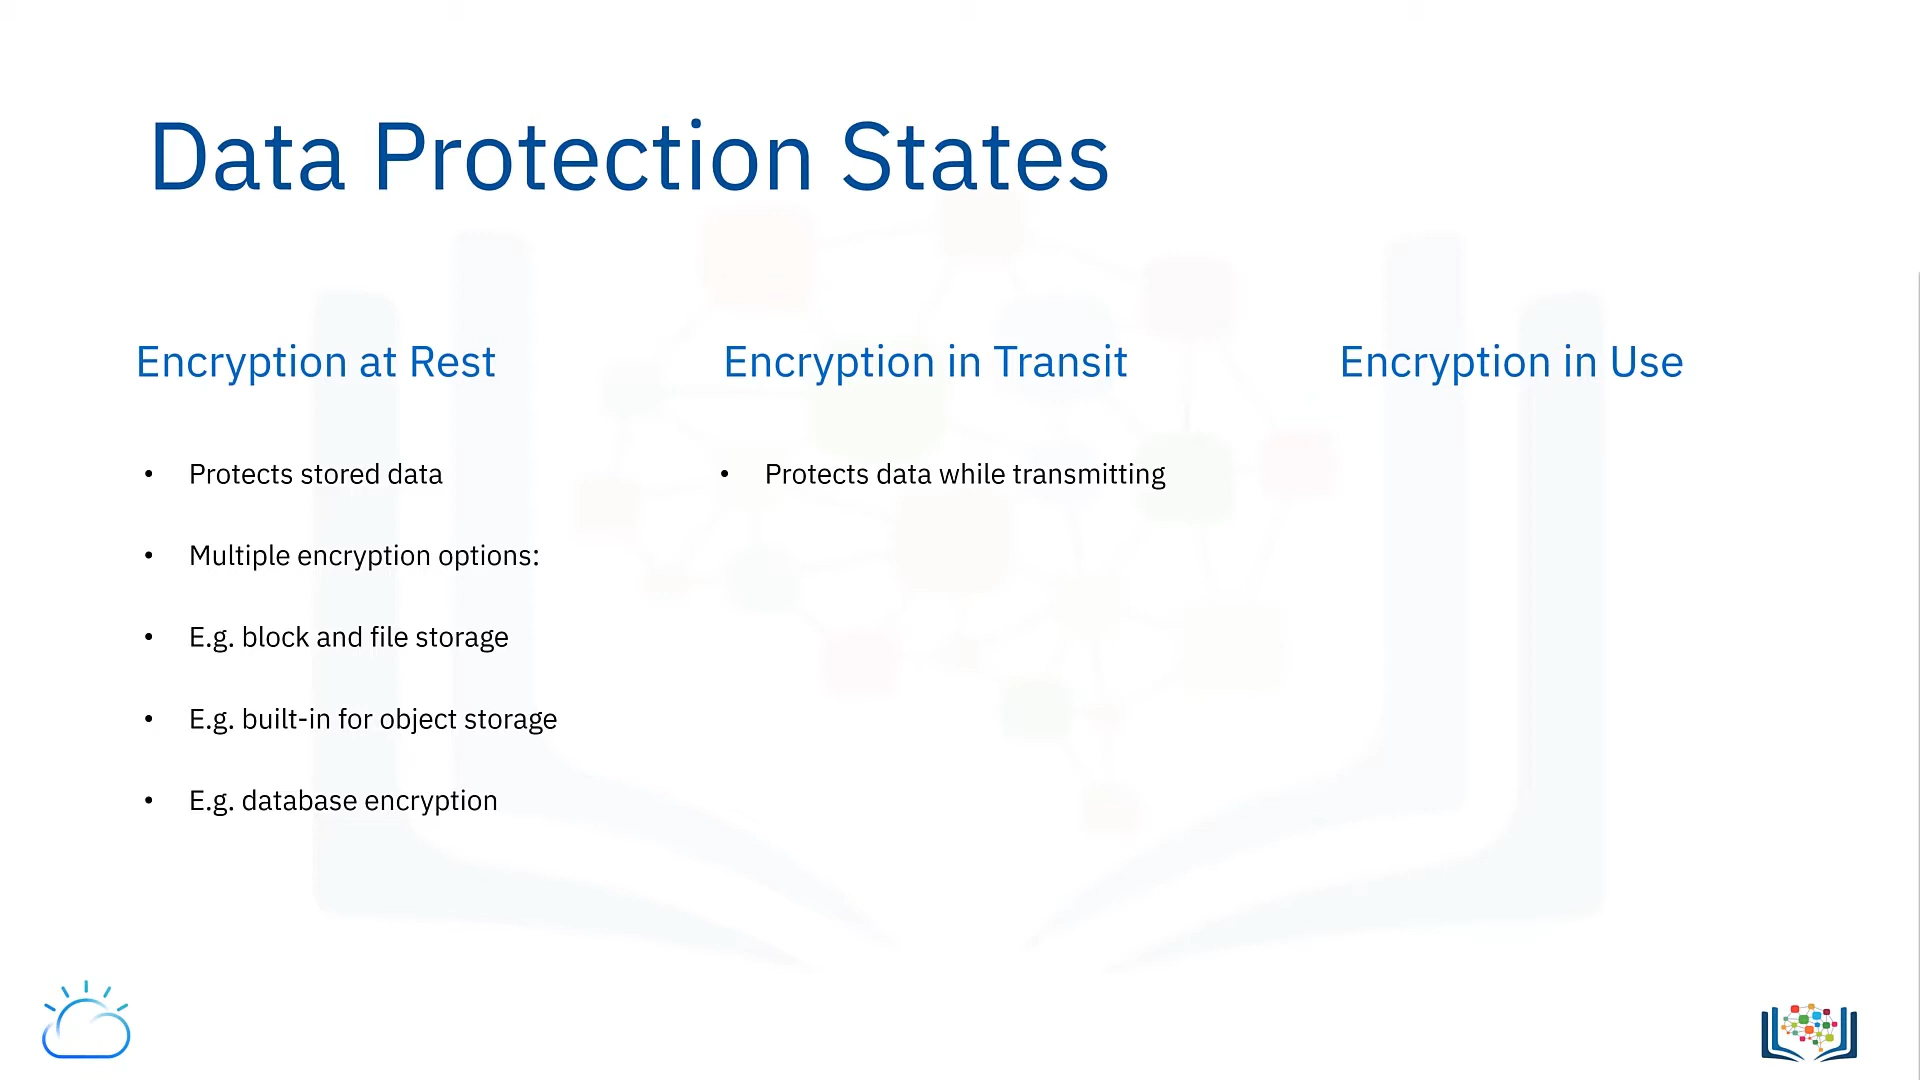 Data Protection States
Encryption at Rest
• Protects stored data
• Multiple encryption options:
• E.g. block and file storage
• E.g. built-in for object storage
• E.g. database encryption
Encryption in Transit
• Protects data while transmitting
Encryption in Use